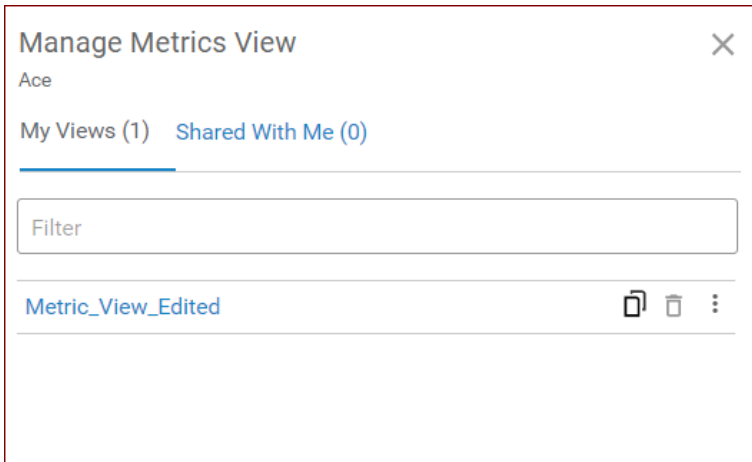 Manage Metrics View
Ace
My Views (1) Shared With Me (0)
Filter
Metric_View_Edited